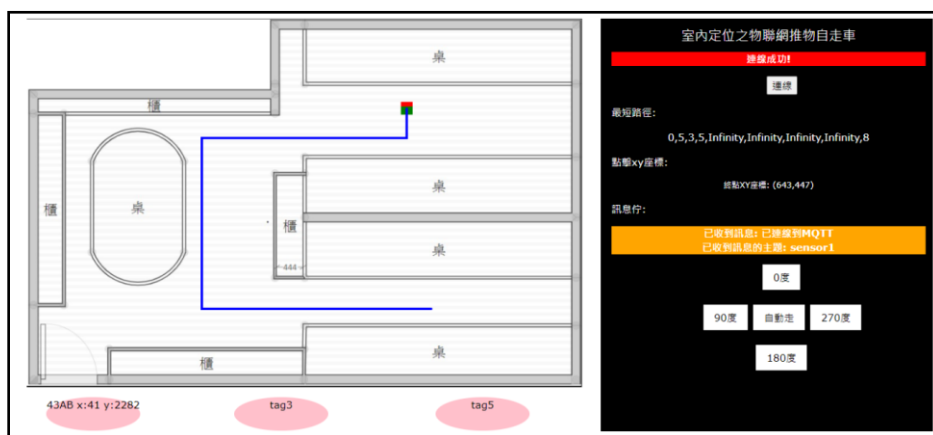 桌
櫃
桌
櫃
桌
櫃
444
桌
櫃
桌
43AB x:41 y:2282
tag3
tag5
室內定位之物聯網推物自走車
連線成功!
連線
最短路徑:
0,5,3,5,Infinity,Infinity,Infinity,Infinity,8
點擊xy座標:
終點XY座標: (643,447)
訊息佇:
已收到訊息: 已連線到MQTT
已收到訊息的主題: sensor1
0度
90度 自動走 270度
180度